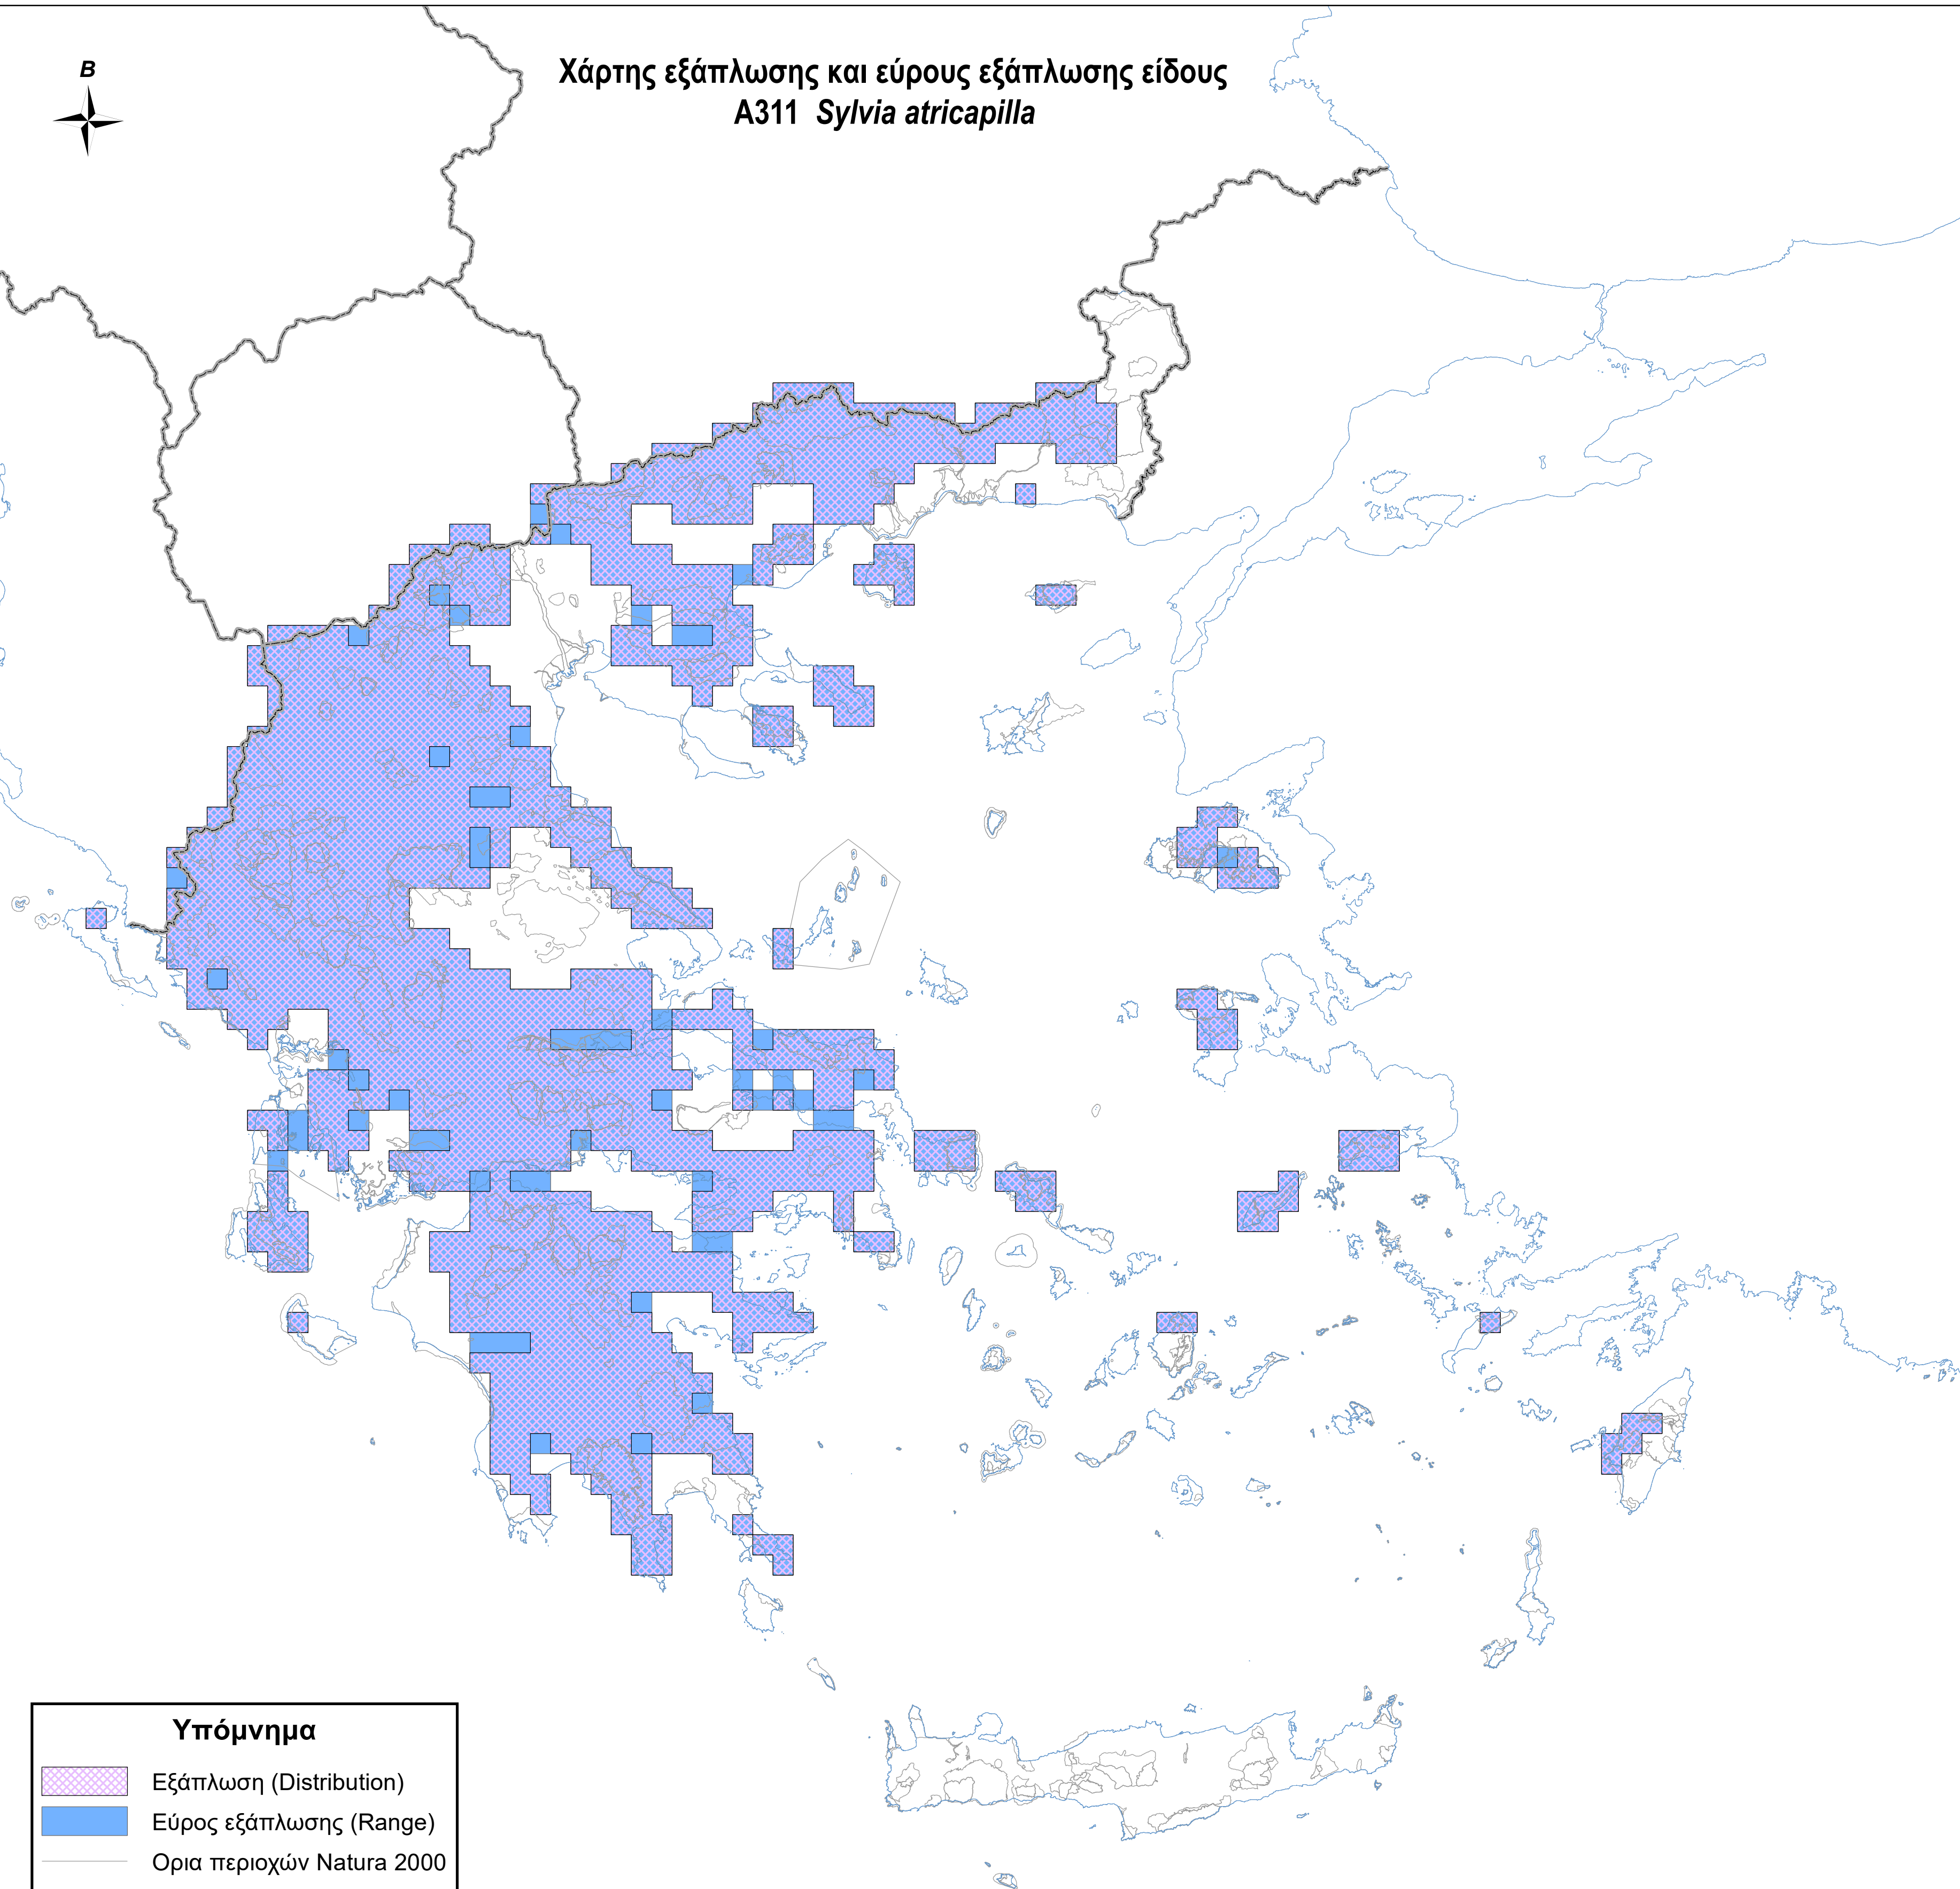 Χάρτης εξάπλωσης και εύρους εξάπλωσης είδους
A311 Sylvia atricapilla
B
Υπόμνημα
Εξάπλωση (Distribution)
Εύρος εξάπλωσης (Range)
Ορια περιοχών Natura 2000